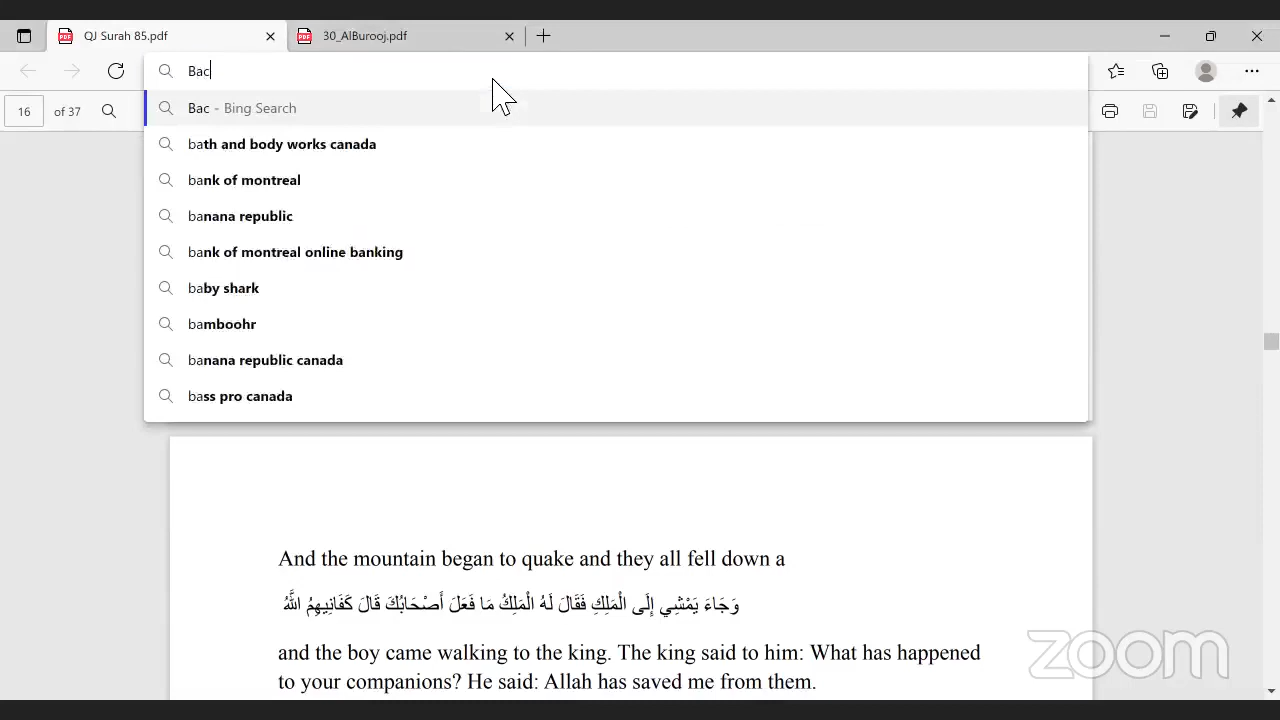 QJ Surah 85.pdf
30_AlBurooj.pdf
Bac
16 of 37
Bac - Bing Search
bath and body works canada
bank of montreal
banana republic
bank of montreal online banking
baby shark
bamboohr
banana republic canada
bass pro canada
And the mountain began to quake and they all fell down a
وَجَاءَ يَمْشِي إِلَى الْمَلِكِ فَقَالَ لَهُ الْمَلِكُ مَا فَعَلَ أَصْحَابُكَ قَالَ كَفَانِيهِمُ اللَّهُ
and the boy came walking to the king. The king said to him: What has happened
to your companions? He said: Allah has saved me from them.
zoom